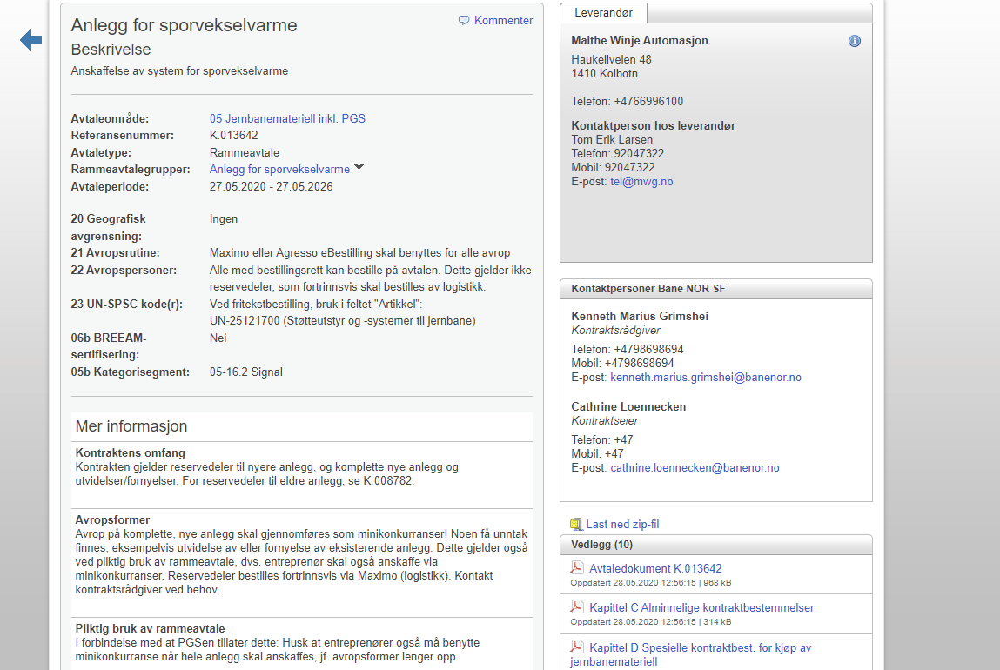 Anlegg for sporvekselvarme
Kommenter
Beskrivelse
Anskaffelse av system for sporvekselvarme
Avtaleområde: 05 Jernbanemateriell inkl. PGS
Referansenummer: K.013642
Avtaletype: Rammeavtale
Rammeavtalegrupper: Anlegg for sporvekselvarme
Avtaleperiode: 27.05.2020 - 27.05.2026
20 Geografisk Ingen
avgrensning:
21 Avropsrutine: Maximo eller Agresso eBestilling skal benyttes for alle avrop
22 Avropspersoner: Alle med bestillingsrett kan bestille på avtalen. Dette gjelder ikke
reservedeler, som fortrinnsvis skal bestilles av logistikk.
23 UN-SPSC kode(r): Ved fritekstbestilling, bruk i feltet "Artikkel":
UN-25121700 (Støtteutstyr og -systemer til jernbane)
06b BREEAM- Nei
sertifisering:
05b Kategorisegment: 05-16.2 Signal
Mer informasjon
Kontraktens omfang
Kontrakten gjelder reservedeler til nyere anlegg, og komplette nye anlegg og
utvidelser/fornyelser. For reservedeler til eldre anlegg, se K.008782.
Avropsformer
Avrop på komplette, nye anlegg skal gjennomføres som minikonkurranser! Noen få unntak
finnes, eksempelvis utvidelse av eller fornyelse av eksisterende anlegg. Dette gjelder også
ved pliktig bruk av rammeavtale, dvs. entreprenør skal også anskaffe via
minikonkurranser. Reservedeler bestilles fortrinnsvis via Maximo (logistikk). Kontakt
kontraktsrådgiver ved behov.
Pliktig bruk av rammeavtale
I forbindelse med at PGSen tillater dette: Husk at entreprenører også må benytte
minikonkurranse når hele anlegg skal anskaffes, jf. avropsformer lenger opp.
Leverandør
Malthe Winje Automasjon
Haukeliveien 48
1410 Kolbotn
Telefon: +4766996100
Kontaktperson hos leverandør
Tom Erik Larsen
Telefon: 92047322
Mobil: 92047322
E-post: tel@mwg.no
Kontaktpersoner Bane NOR SF
Kenneth Marius Grimshei
Kontraktsrådgiver
Telefon: +4798698694
Mobil: +4798698694
E-post: kenneth.marius.grimshei@banenor.no
Cathrine Loennecken
Kontraktseier
Telefon: +47
Mobil: +47
E-post: cathrine.loennecken@banenor.no
Last ned zip-fil
Vedlegg (10)
Avtaledokument K.013642
Oppdatert 28.05.2020 12:56:15 | 968 kB
Kapittel C Alminnelige kontraktbestemmelser
Oppdatert 28.05.2020 12:56:15 | 314 kB
Kapittel D Spesielle kontraktbest. for kjøp av
jernbanemateriell